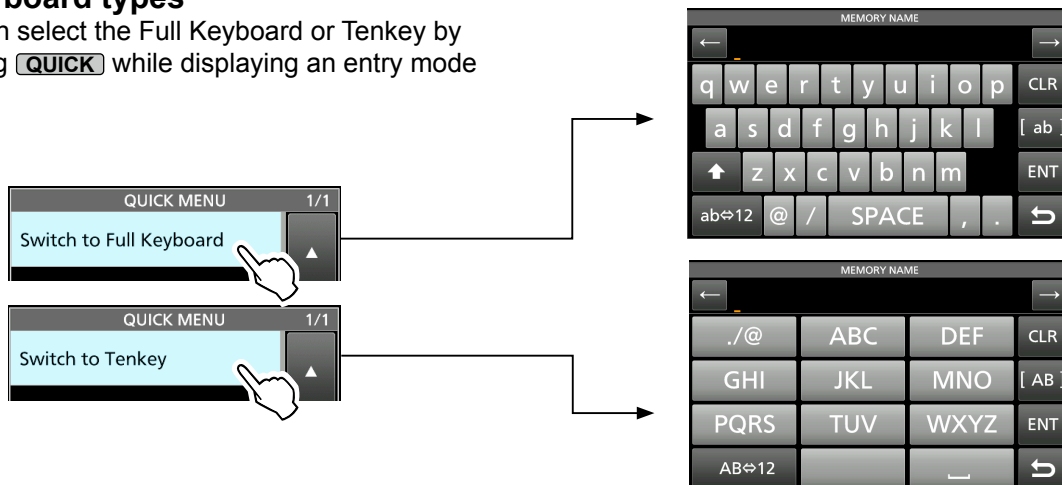 board types
select the Full Keyboard or Tenkey by
QUICK while displaying an entry mode
QUICK MENU 1/1
Switch to Full Keyboard
▲
QUICK MENU 1/1
Switch to Tenkey
▲
MEMORY NAME
← →
q w e r t y u i o p CLR
a s d f g h j k l [ ab ]
z x c v b n m ENT
ab⇔12 @ / SPACE , .
MEMORY NAME
← →
./@ ABC DEF CLR
GHI JKL MNO [ AB ]
PQRS TUV WXYZ ENT
AB⇔12